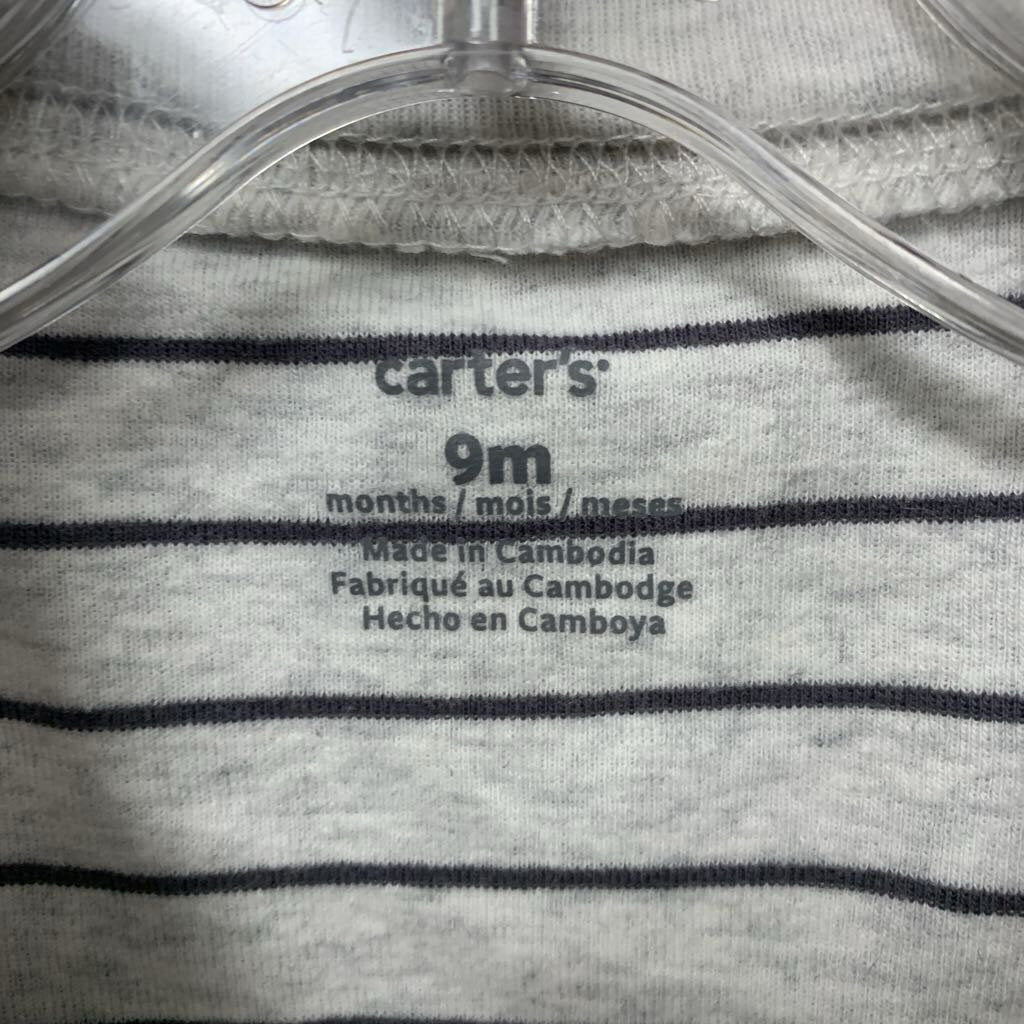 carter's
9m
months / mois / meses
Made in Cambodia
Fabriqué au Cambodge
Hecho en Camboya